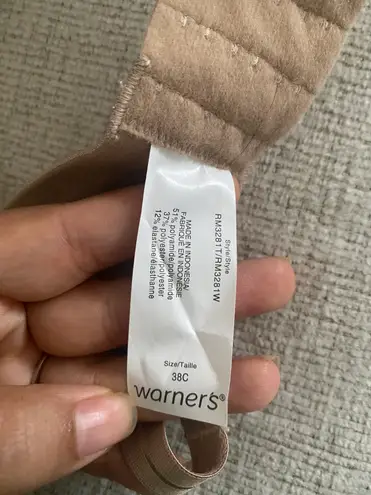 Style/Style
RM3281T/RM3281W
MADE IN INDONESIA/
FABRIQUÉ EN INDONÉSIE
51% polyamide/polyamide
37% polyester/polyester
12% elastane/élasthanne
Size/Taille
38C
warner's®